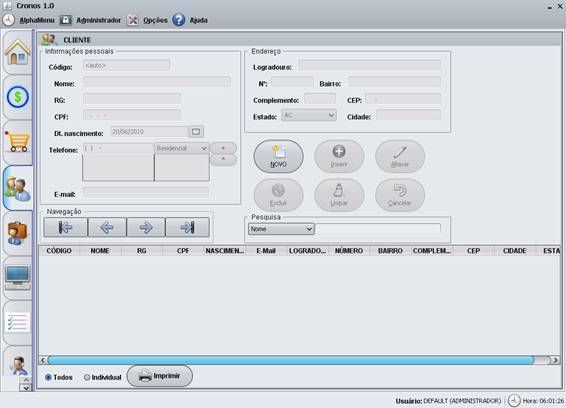 Cronos 1.0
AlphaMenu Administrador Opções Ajuda
CLIENTE
Informações pessoais
Código: <auto>
Nome:
RG:
CPF: . . -
Dt. nascimento: 20/06/2010
Telefone: ( ) - Residencial +
^
E-mail:
Endereço
Logradouro:
Nº: Bairro:
Complemento: CEP: -
Estado: AC Cidade:
NOVO Inserir Alterar
Excluir Limpar Cancelar
Navegação
Pesquisa
Nome
CÓDIGO NOME RG CPF NASCIMEN... E-Mail LOGRADO... NÚMERO BAIRRO COMPLEM... CEP CIDADE ESTA
Todos Individual Imprimir
Usuário: DEFAULT (ADMINISTRADOR) Hora: 06:01:26